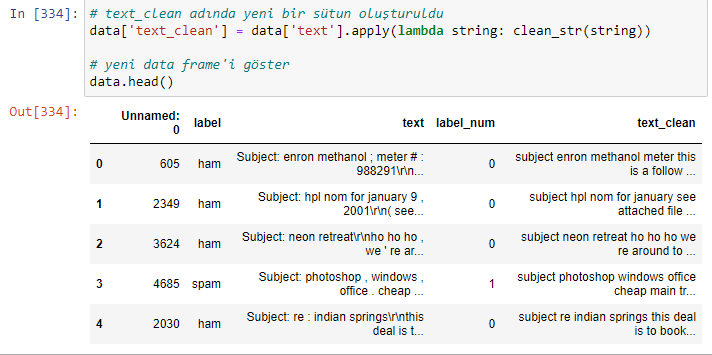 In [334]: # text_clean adında yeni bir sütun oluşturuldu
data['text_clean'] = data['text'].apply(lambda string: clean_str(string))
# yeni data frame'i göster
data.head()
Out[334]:
Unnamed: 0 label text label_num text_clean
0 605 ham Subject: enron methanol ; meter # : 988291\r\n... 0 subject enron methanol meter this is a follow ...
1 2349 ham Subject: hpl nom for january 9 , 2001\r\n( see... 0 subject hpl nom for january see attached file ...
2 3624 ham Subject: neon retreat\r\nho ho ho , we ' re ar... 0 subject neon retreat ho ho ho we re around to ...
3 4685 spam Subject: photoshop , windows , office . cheap ... 1 subject photoshop windows office cheap main tr...
4 2030 ham Subject: re : indian springs\r\nthis deal is t... 0 subject re indian springs this deal is to book...